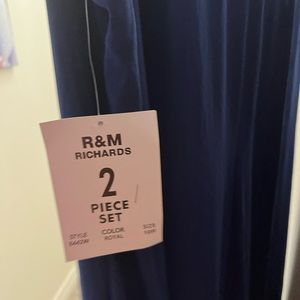 R&M
RICHARDS
2
PIECE
SET
STYLE COLOR SIZE
ROYAL